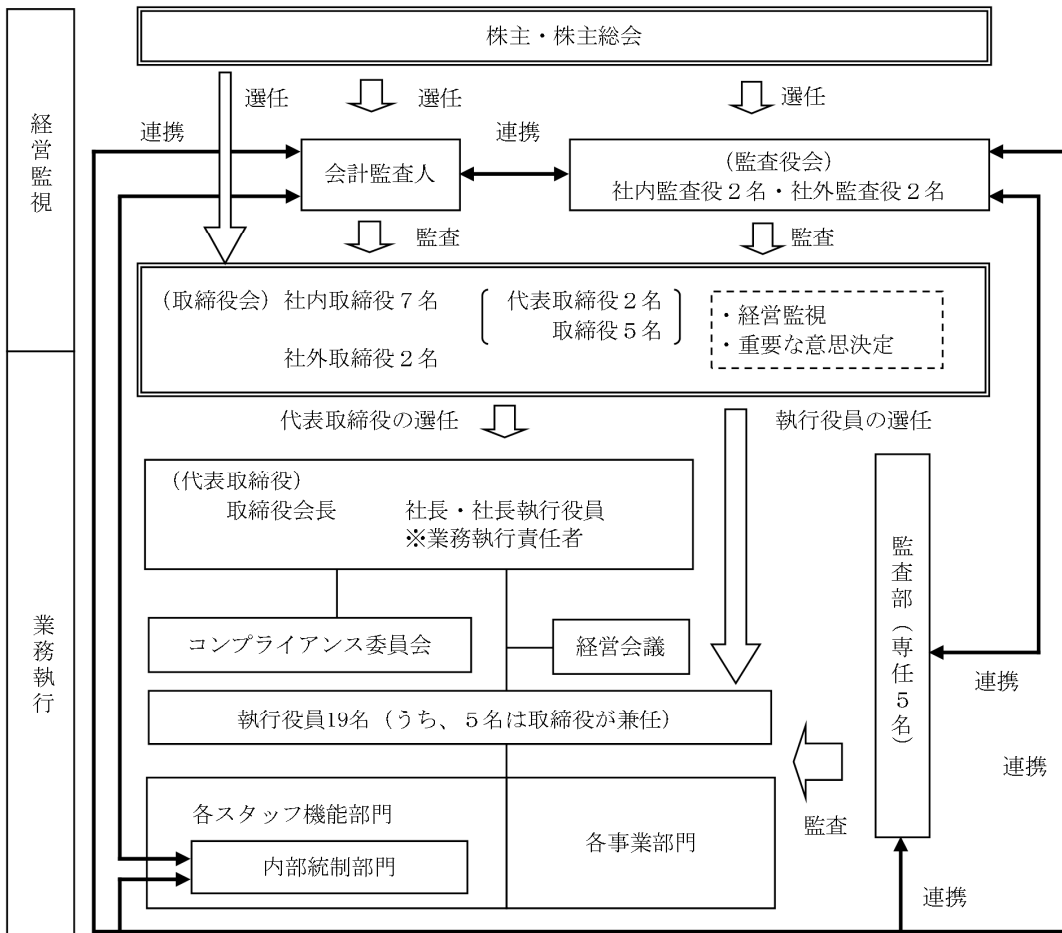 株主・株主総会
経営監視
選任
選任
選任
連携
連携
会計監査人
(監査役会)
社内監査役２名・社外監査役２名
監査
監査
(取締役会) 社内取締役７名
代表取締役２名
取締役５名
社外取締役２名
・経営監視
・重要な意思決定
代表取締役の選任
執行役員の選任
業務執行
(代表取締役)
取締役会長
社長・社長執行役員
※業務執行責任者
監査部（専任５名）
コンプライアンス委員会
経営会議
連携
執行役員19名（うち、５名は取締役が兼任）
連携
監査
各スタッフ機能部門
各事業部門
内部統制部門
連携